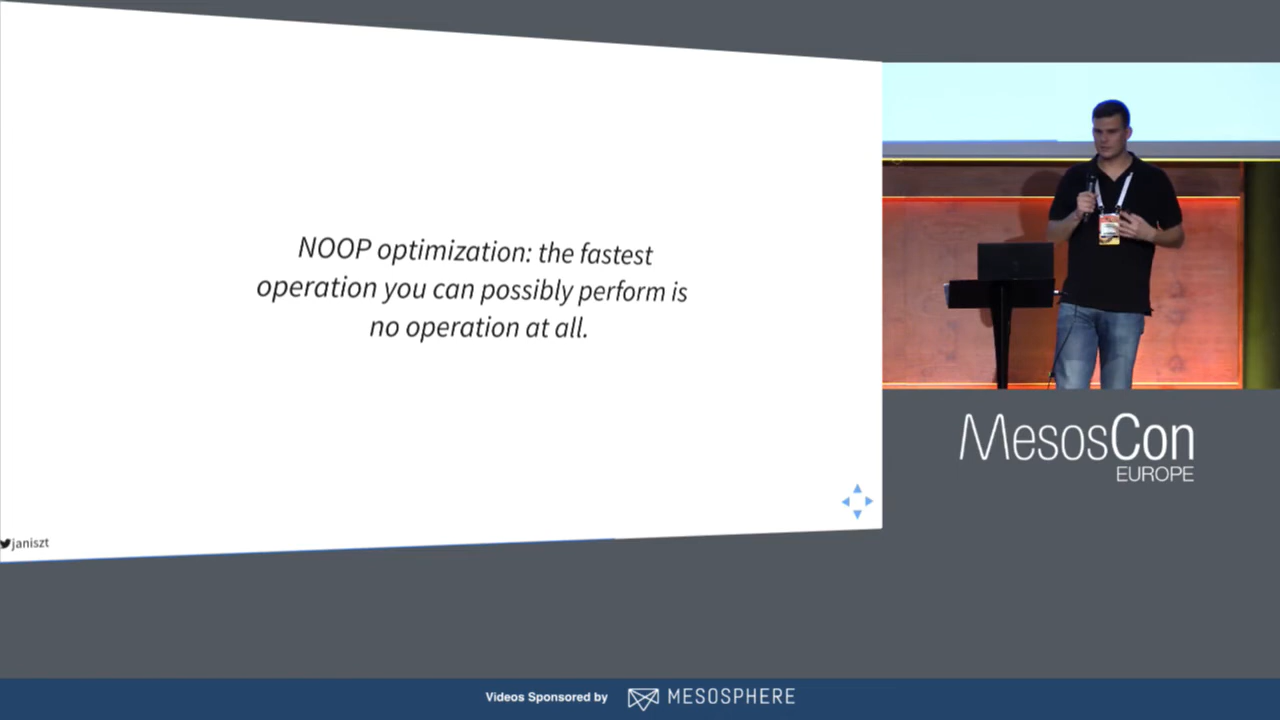 NOOP optimization: the fastest
operation you can possibly perform is
no operation at all.
janiszt
MesosCon
EUROPE
Videos Sponsored by MESOSPHERE